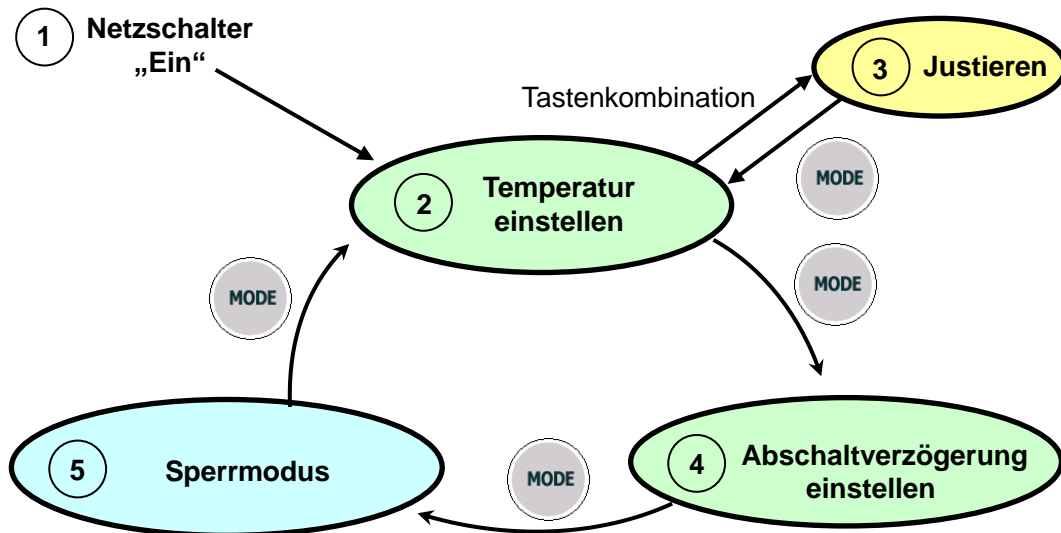 1 Netzschalter
„Ein“
3 Justieren
Tastenkombination
MODE
2 Temperatur
einstellen
MODE
MODE
5 Sperrmodus
MODE
4 Abschaltverzögerung
einstellen